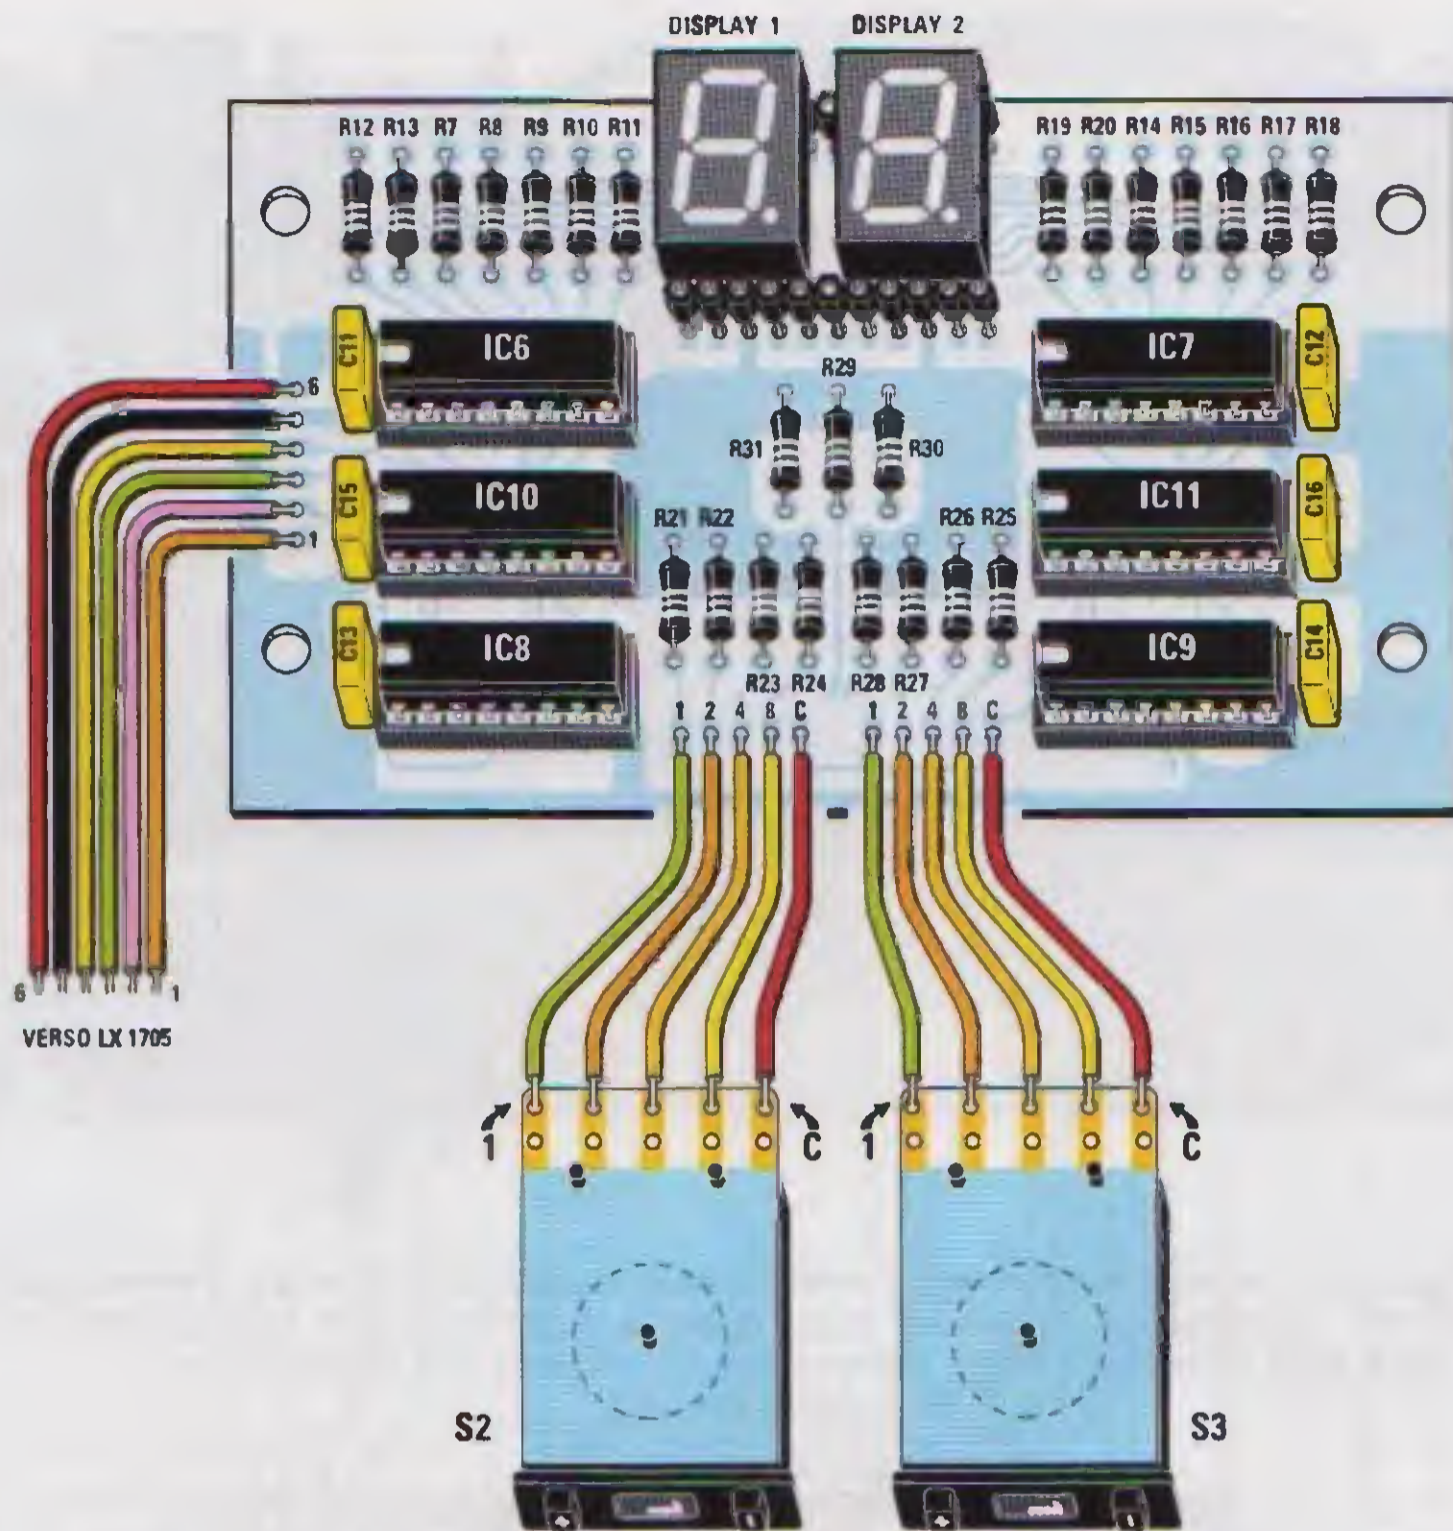 DISPLAY 1 DISPLAY 2
R12 R13 R7 R8 R9 R10 R11
R19 R20 R14 R15 R16 R17 R18
C11 IC6 IC7 C12
R29
R31 R30
6
C15 IC10 IC11 C16
1
R21 R22 R26 R25
C13 IC8 IC9 C14
R23 R24 R28 R27
1 2 4 8 C 1 2 4 8 C
6 1
VERSO LX 1705
1 C 1 C
S2 S3